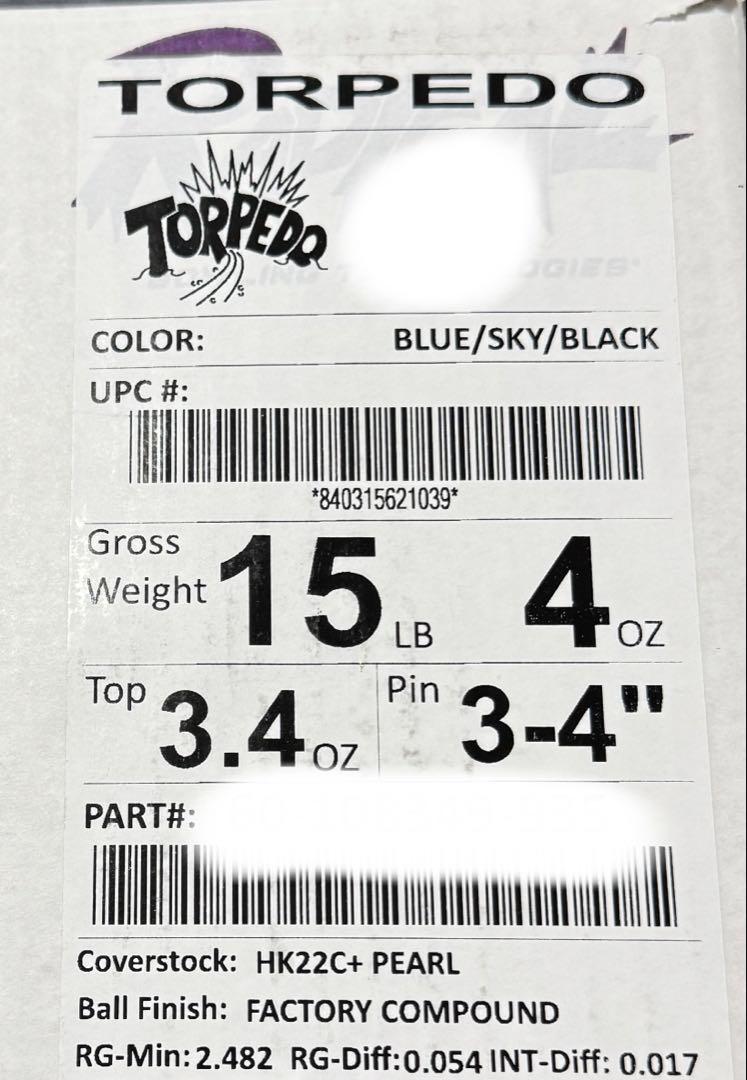 TORPEDO
TORPEDO
COLOR: BLUE/SKY/BLACK
UPC #:
*840315621039*
Gross Weight 15 LB 4 OZ
Top 3.4 OZ Pin 3-4"
PART#:
Coverstock: HK22C+ PEARL
Ball Finish: FACTORY COMPOUND
RG-Min: 2.482 RG-Diff: 0.054 INT-Diff: 0.017